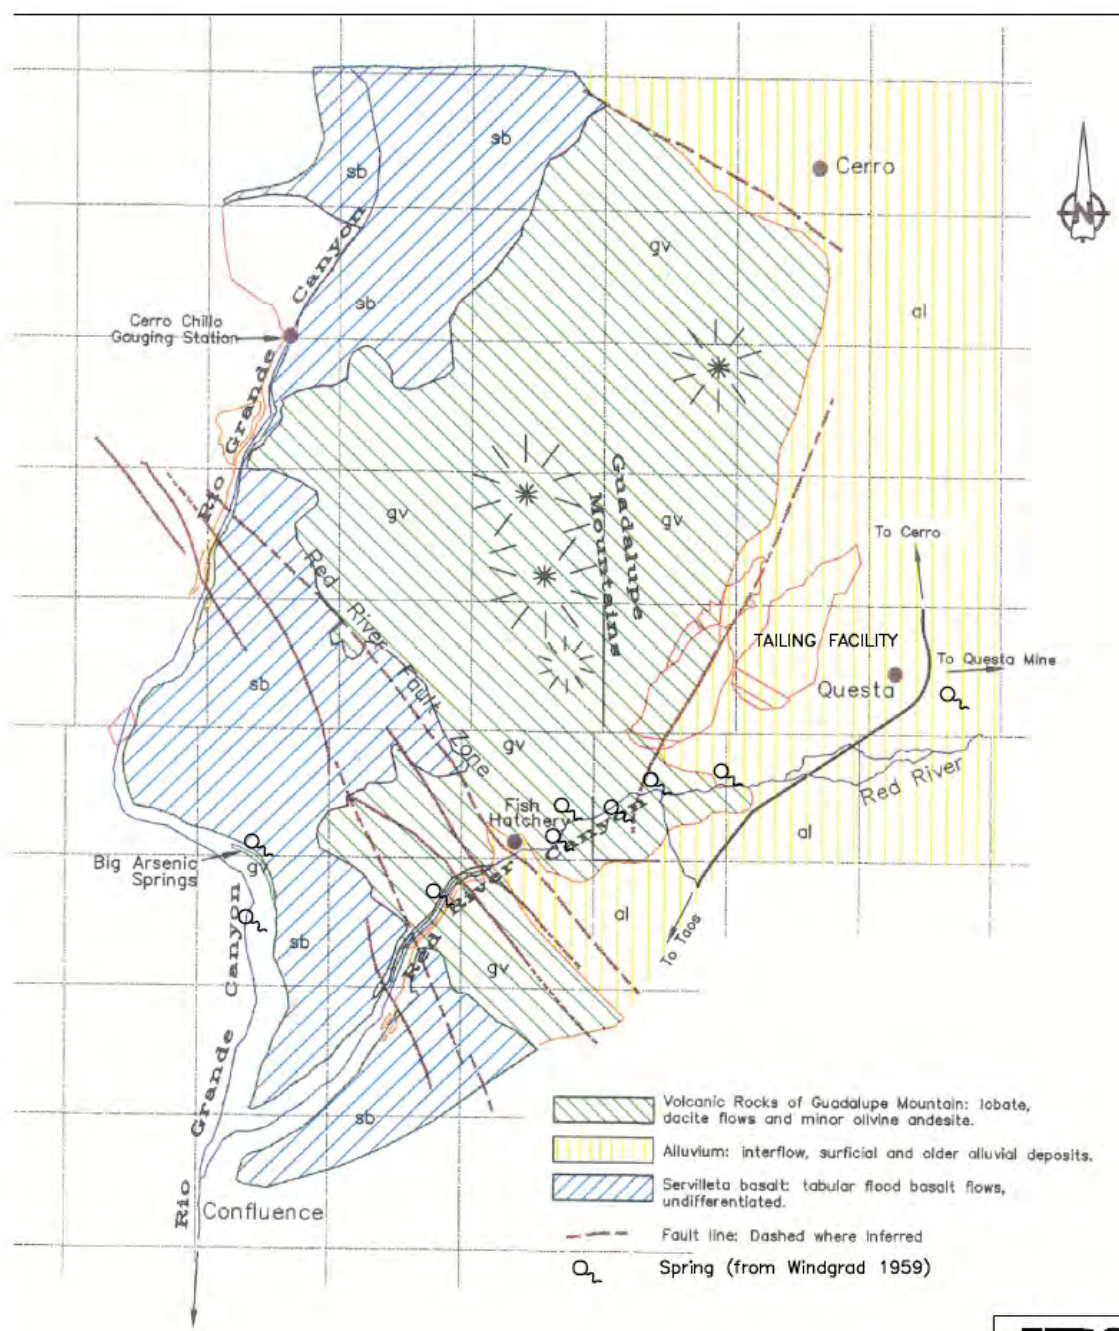 sb
sb
Cerro
N
gv
Rio Grande Canyon
sb
al
Cerro Chillo
Gouging Station
Guadalupe
Mountains
gv
gv
To Cerro
Red River Fault Zone
TAILING FACILITY
To Questa Mine
Questa
sb
gv
Red River
Fish
Hatchery
al
Big Arsenic
Springs
gv
Red River Canyon
sb
al
To Taos
gv
Rio Grande Canyon
sb
Confluence
Volcanic Rocks of Guadalupe Mountain: lobate,
dacite flows and minor olivine andesite.
Alluvium: interflow, surficial and older alluvial deposits.
Servilleta basalt: tabular flood basalt flows,
undifferentiated.
Fault line: Dashed where Inferred
Spring (from Windgrad 1959)